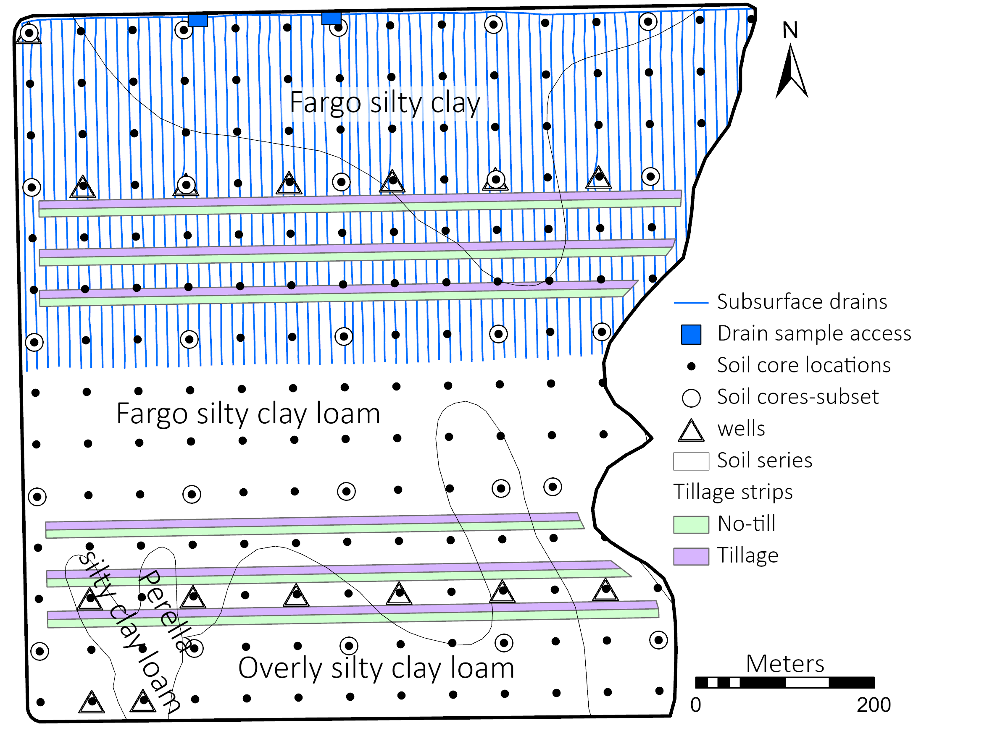 N
Fargo silty clay
Subsurface drains
Drain sample access
Soil core locations
Soil cores-subset
wells
Soil series
Tillage strips
No-till
Tillage
Fargo silty clay loam
Perella
silty clay loam
Overly silty clay loam
Meters
0 200